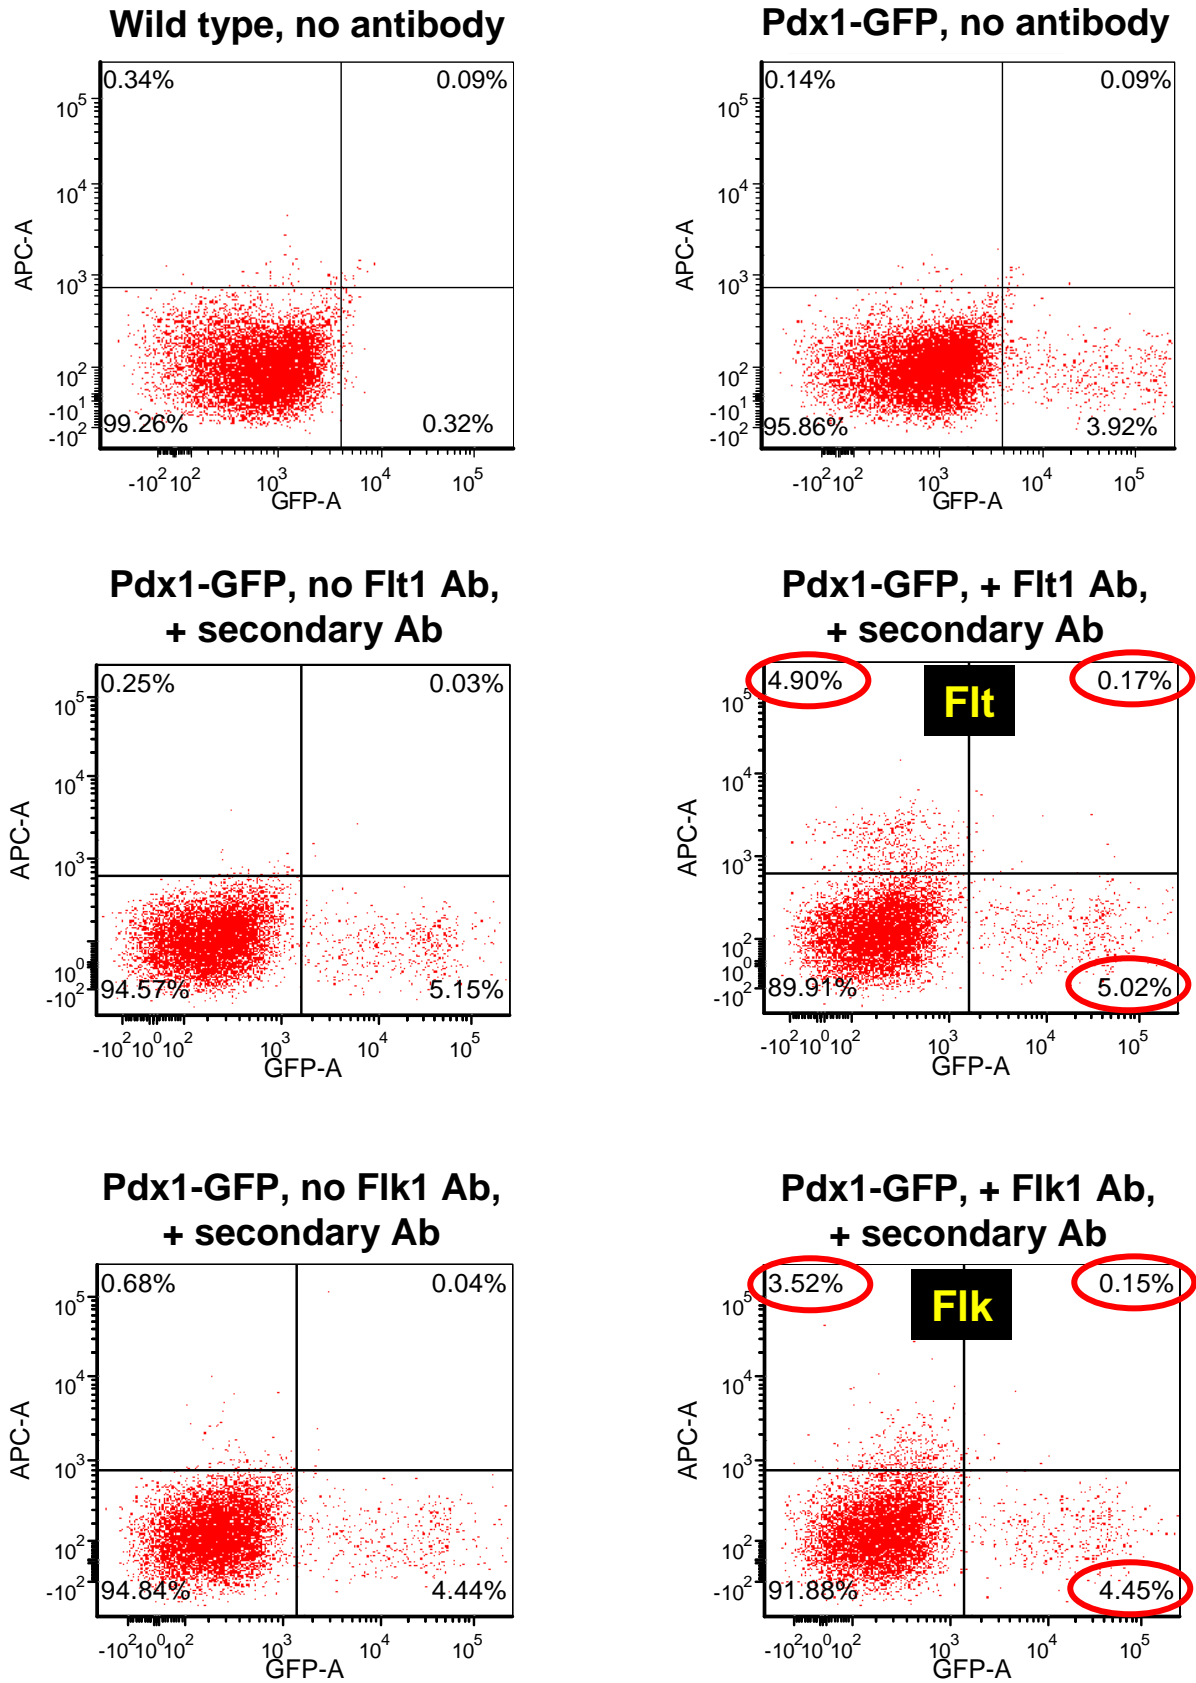 Wild type, no antibody
0.34%
0.09%
10^5
10^4
10^3
10^2
-10^1
-10^2
APC-A
99.26%
0.32%
-10^2 10^2 10^3 10^4 10^5
GFP-A
Pdx1-GFP, no antibody
0.14%
0.09%
10^5
10^4
10^3
10^2
-10^1
-10^2
APC-A
95.86%
3.92%
-10^2 10^2 10^3 10^4 10^5
GFP-A
Pdx1-GFP, no Flt1 Ab,
+ secondary Ab
0.25%
0.03%
10^5
10^4
10^3
10^0
-10^2
APC-A
94.57%
5.15%
-10^2 10^0 10^2 10^3 10^4 10^5
GFP-A
Pdx1-GFP, + Flt1 Ab,
+ secondary Ab
4.90%
Flt
0.17%
10^5
10^4
10^3
10^2
10^0
10^0
-10^2
APC-A
89.91%
5.02%
-10^2 10^0 10^2 10^3 10^4 10^5
GFP-A
Pdx1-GFP, no Flk1 Ab,
+ secondary Ab
0.68%
0.04%
10^5
10^4
10^3
10^2
-10^2
APC-A
94.84%
4.44%
-10^2 10^0 10^2 10^3 10^4 10^5
GFP-A
Pdx1-GFP, + Flk1 Ab,
+ secondary Ab
3.52%
Flk
0.15%
10^5
10^4
10^3
10^2
-10^2
APC-A
91.88%
4.45%
-10^2 10^0 10^2 10^3 10^4 10^5
GFP-A